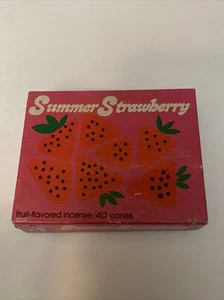 Summer Strawberry
fruit-flavored incense/40 cones